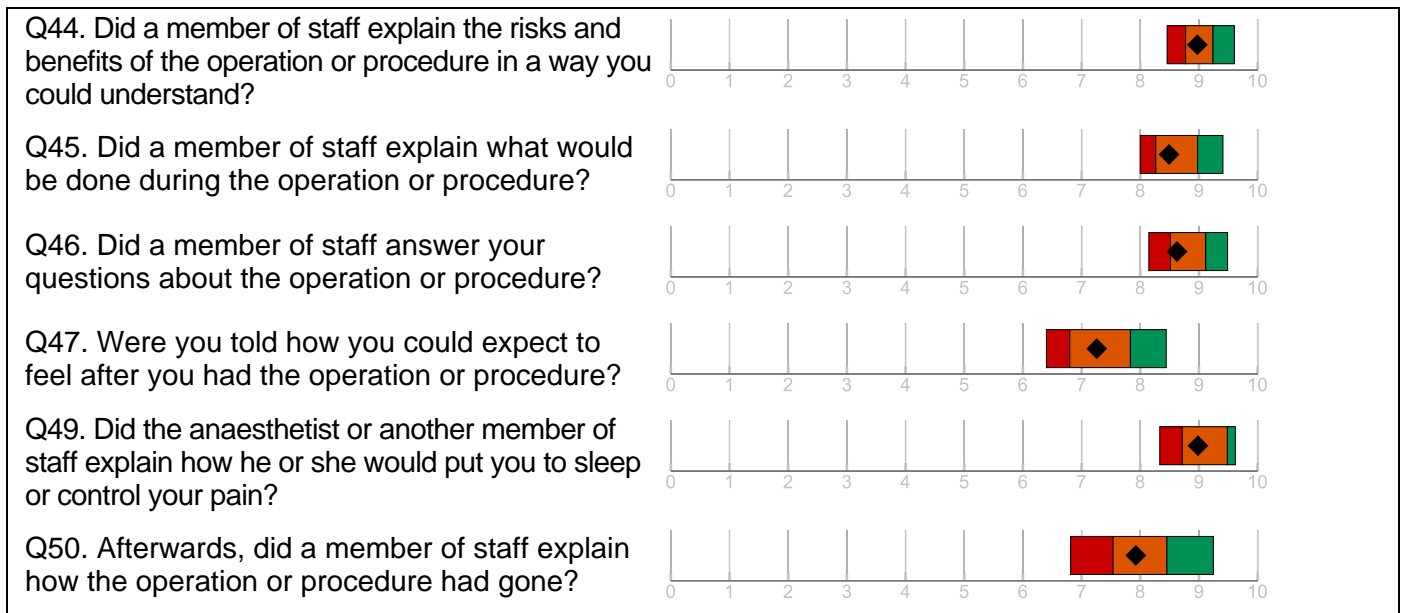 Q44. Did a member of staff explain the risks and
benefits of the operation or procedure in a way you
could understand?
0 1 2 3 4 5 6 7 8 9 10
Q45. Did a member of staff explain what would
be done during the operation or procedure?
0 1 2 3 4 5 6 7 8 9 10
Q46. Did a member of staff answer your
questions about the operation or procedure?
0 1 2 3 4 5 6 7 8 9 10
Q47. Were you told how you could expect to
feel after you had the operation or procedure?
0 1 2 3 4 5 6 7 8 9 10
Q49. Did the anaesthetist or another member of
staff explain how he or she would put you to sleep
or control your pain?
0 1 2 3 4 5 6 7 8 9 10
Q50. Afterwards, did a member of staff explain
how the operation or procedure had gone?
0 1 2 3 4 5 6 7 8 9 10